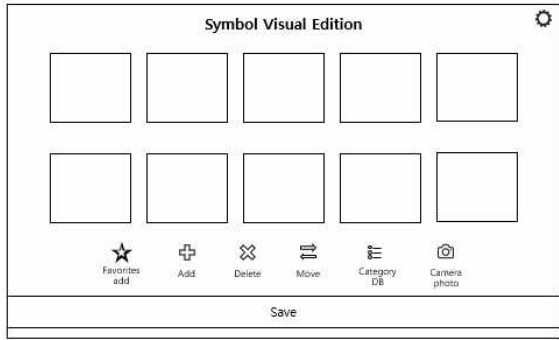 Symbol Visual Edition
Favorites
add
Add
Delete
Move
Category
DB
Camera
photo
Save